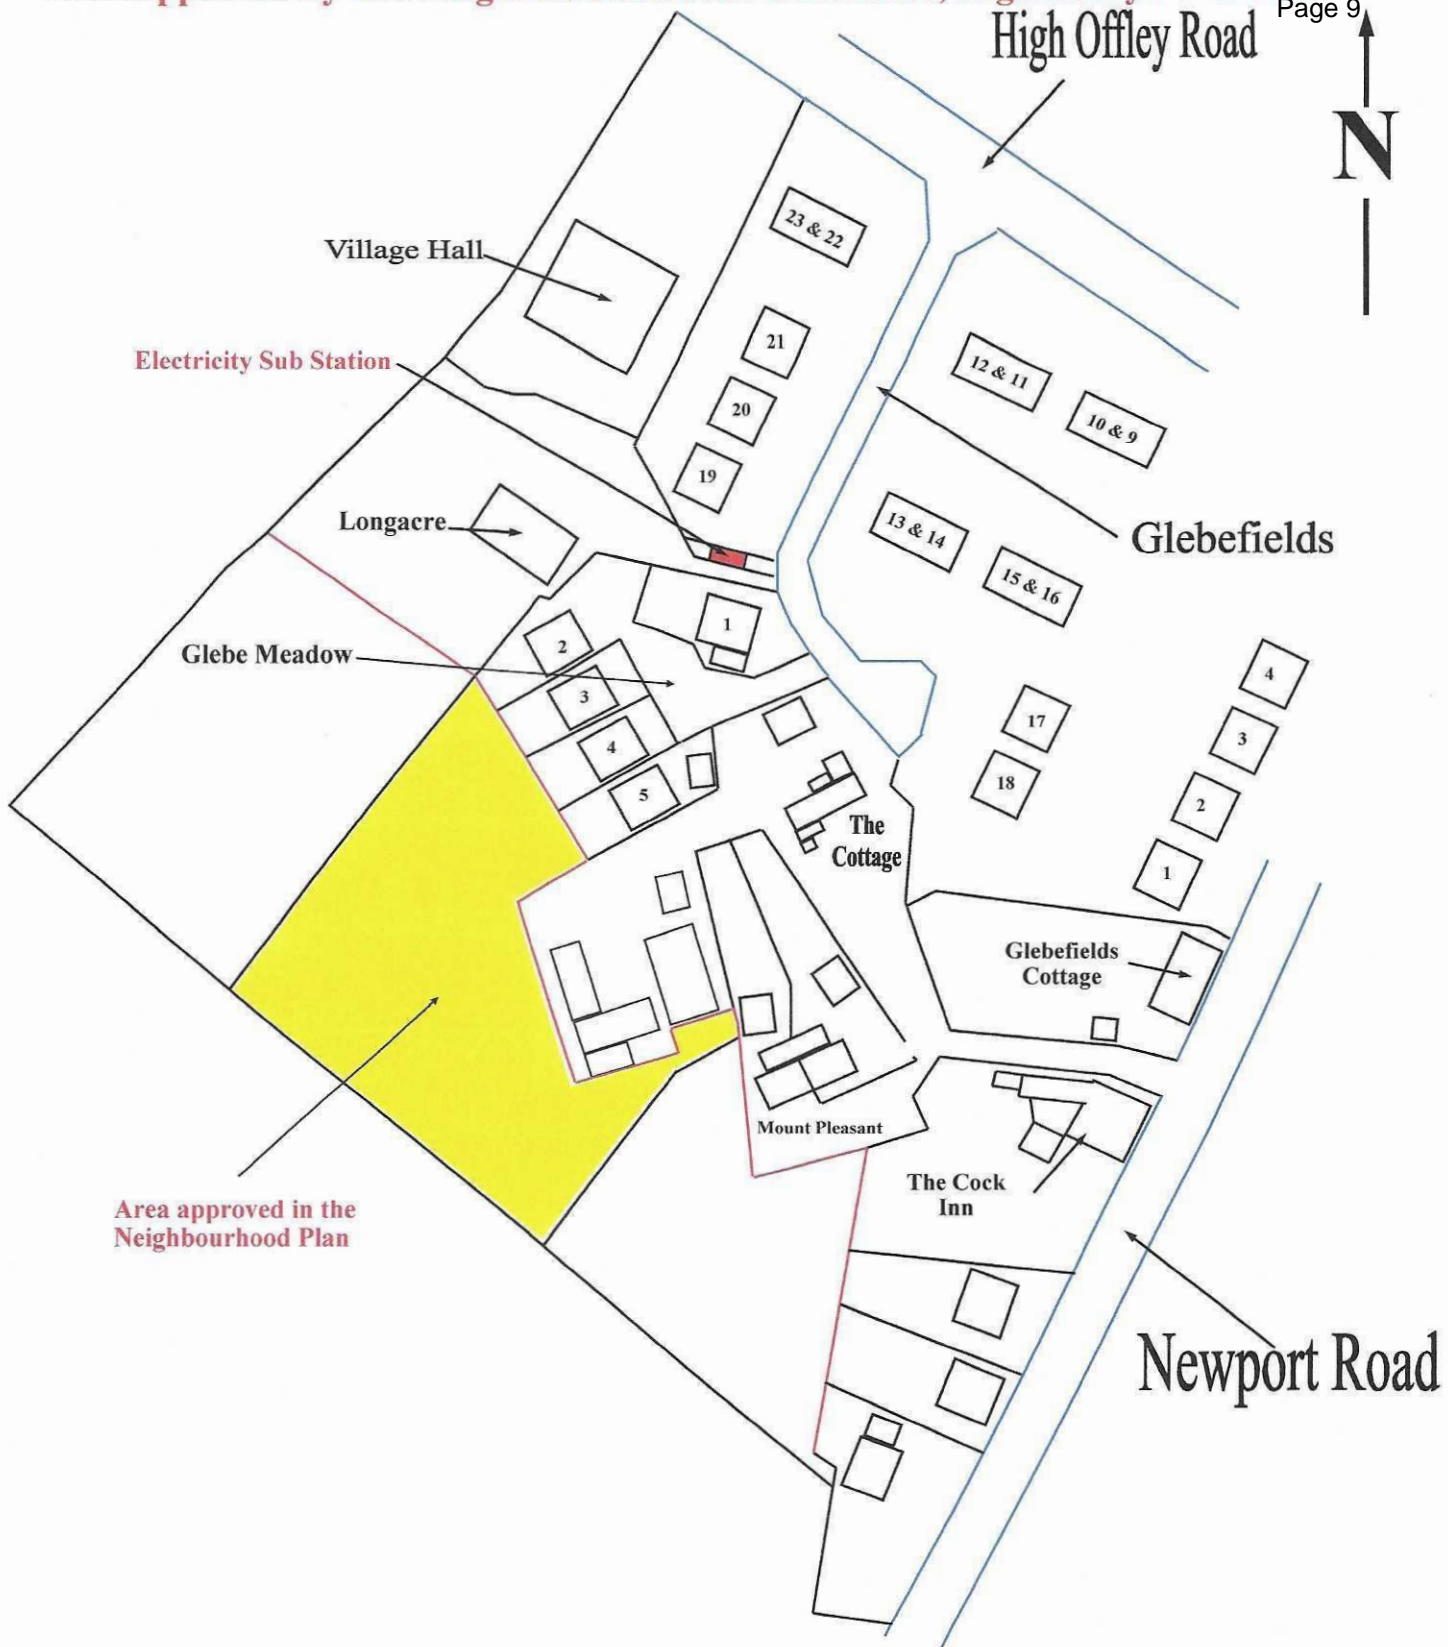 Page 9
High Offley Road
N
Village Hall
23 & 22
Electricity Sub Station
21
12 & 11
20
10 & 9
19
Longacre
13 & 14
Glebefields
15 & 16
1
2
Glebe Meadow
3
4
5
17
18
4
3
2
1
The
Cottage
Glebefields
Cottage
Mount Pleasant
The Cock
Inn
Area approved in the
Neighbourhood Plan
Newport Road